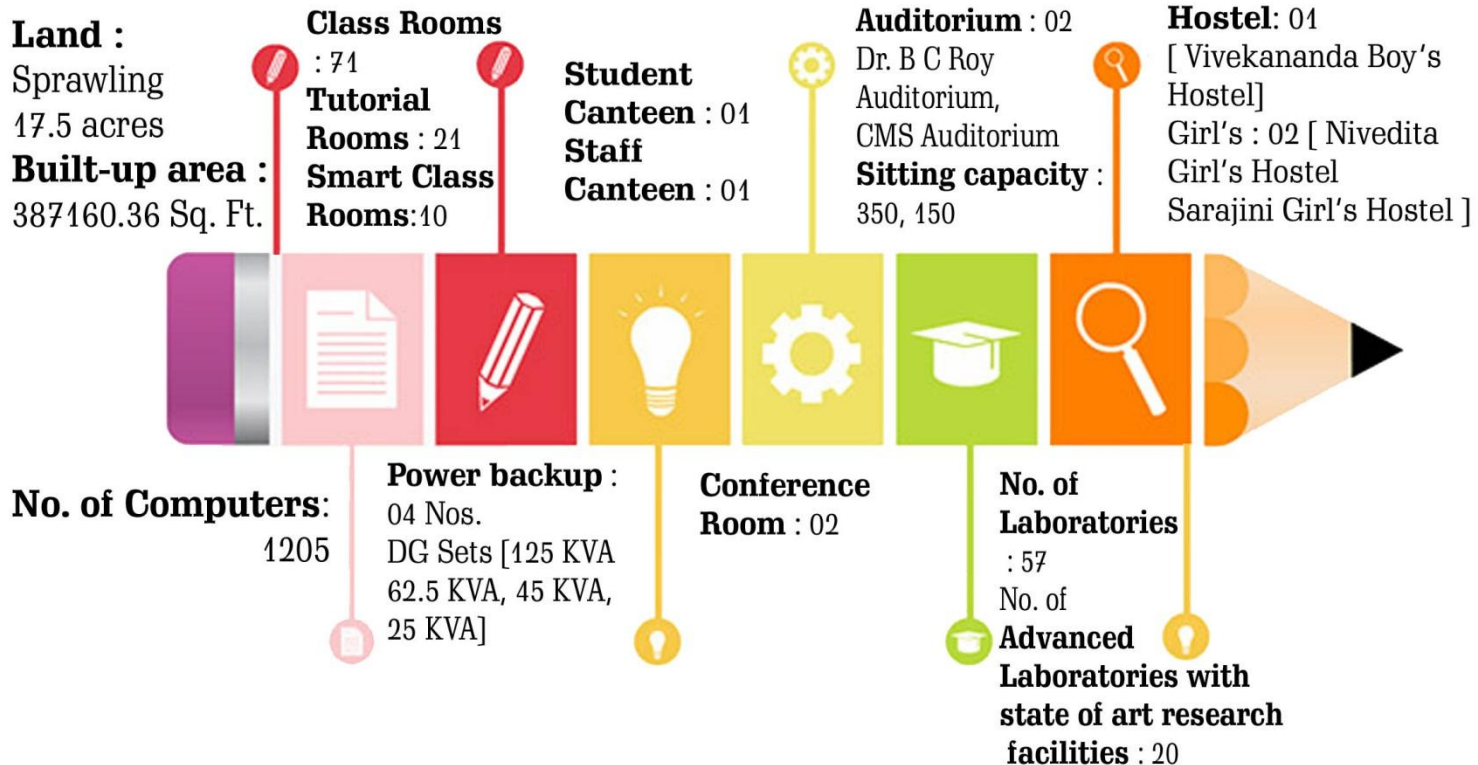 Land :
Sprawling
17.5 acres
Built-up area :
387160.36 Sq. Ft.
Class Rooms
: 71
Tutorial
Rooms : 21
Smart Class
Rooms:10
Student
Canteen : 01
Staff
Canteen : 01
Auditorium : 02
Dr. B C Roy
Auditorium,
CMS Auditorium
Sitting capacity :
350, 150
Hostel: 01
[ Vivekananda Boy's
Hostel]
Girl's : 02 [ Nivedita
Girl's Hostel
Sarajini Girl's Hostel ]
No. of Computers:
1205
Power backup :
04 Nos.
DG Sets [125 KVA
62.5 KVA, 45 KVA,
25 KVA]
Conference
Room : 02
No. of
Laboratories
: 57
No. of
Advanced
Laboratories with
state of art research
facilities : 20